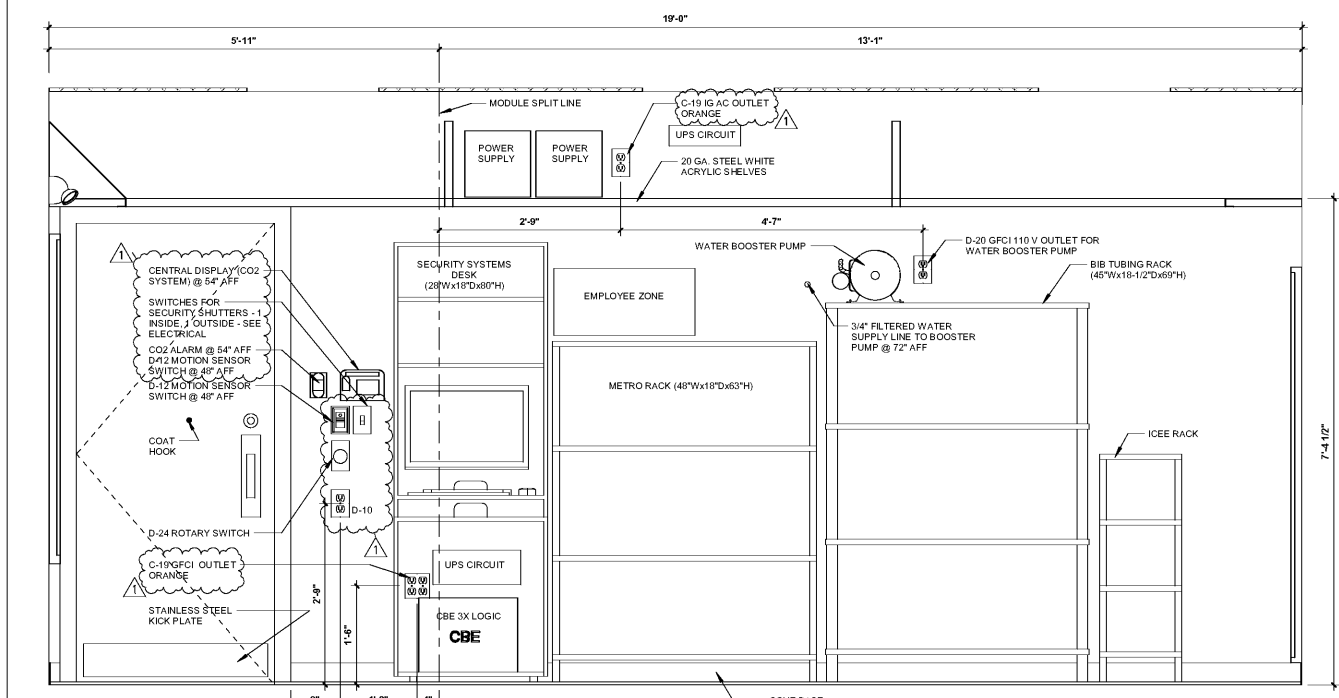 19'-0"
5'-11"
13'-1"
MODULE SPLIT LINE
C-19 IG AC OUTLET
ORANGE
1
UPS CIRCUIT
POWER
SUPPLY
POWER
SUPPLY
20 GA. STEEL WHITE
ACRYLIC SHELVES
2'-9"
4'-7"
WATER BOOSTER PUMP
D-20 GFCI 110 V OUTLET FOR
WATER BOOSTER PUMP
BIB TUBING RACK
(45"Wx18-1/2"Dx69"H)
1
CENTRAL DISPLAY (CO2
SYSTEM) @ 54" AFF
SWITCHES FOR
SECURITY SHUTTERS - 1
INSIDE, 1 OUTSIDE - SEE
ELECTRICAL
CO2 ALARM @ 54" AFF
D-12 MOTION SENSOR
SWITCH @ 48" AFF
D-12 MOTION SENSOR
SWITCH @ 48" AFF
COAT
HOOK
SECURITY SYSTEMS
DESK
(28"Wx18"Dx80"H)
EMPLOYEE ZONE
3/4" FILTERED WATER
SUPPLY LINE TO BOOSTER
PUMP @ 72" AFF
METRO RACK (48"Wx18"Dx63"H)
ICEE RACK
7'-4 1/2"
D-10
D-24 ROTARY SWITCH
1
C-19 GFCI OUTLET
ORANGE
1
UPS CIRCUIT
STAINLESS STEEL
KICK PLATE
2'-9"
1'-6"
CBE 3X LOGIC
CBE